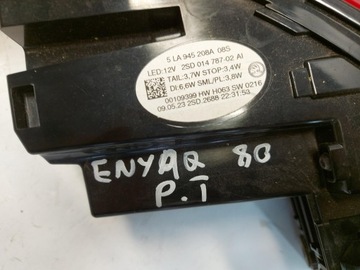 5 LA 945 208A 08S
LED:12V 2SD 014 787-02 AI
TAIL:3,7W STOP:3,4W
DI:6,6W SML/PL:3,8W
00109399 HW H063 SW 0216
09.05.23 2SD.2688 22:31:53
ENYAQ 80
P.T